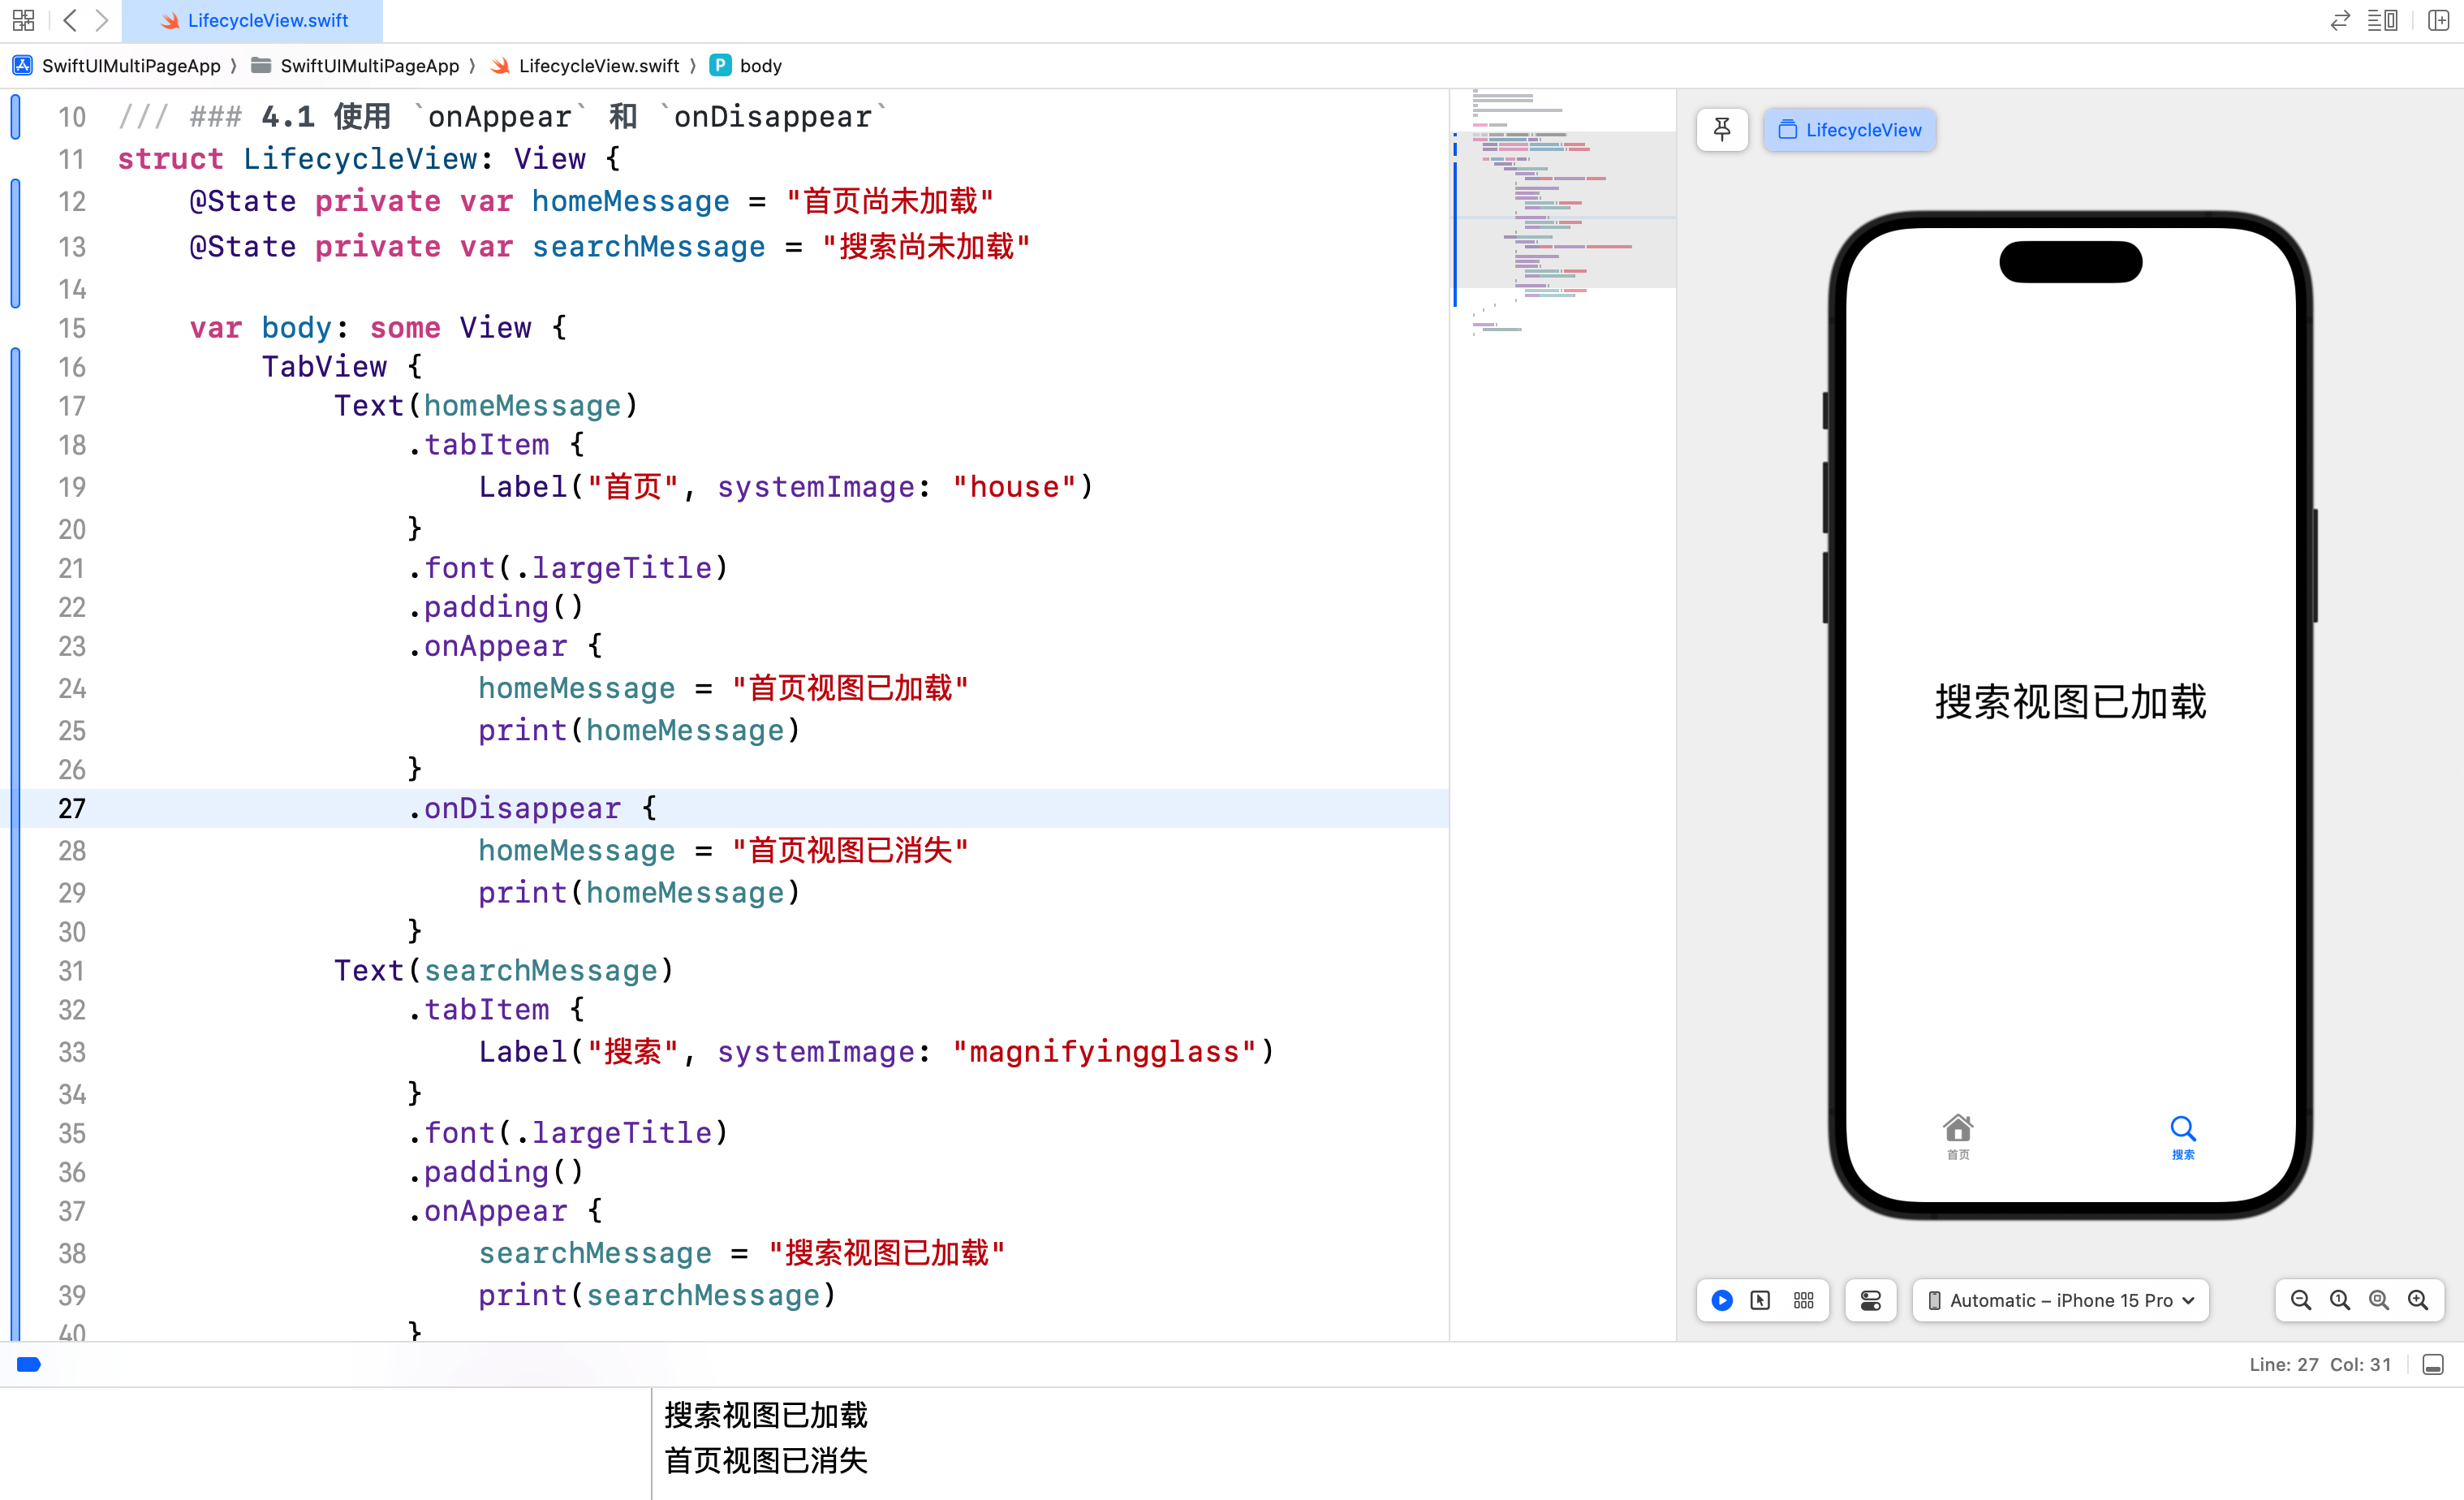 LifecycleView.swift
SwiftUIMultiPageApp 〉 SwiftUIMultiPageApp 〉 LifecycleView.swift 〉 P body
10 /// ### 4.1 使用 `onAppear` 和 `onDisappear`
11 struct LifecycleView: View {
12 @State private var homeMessage = "首页尚未加载"
13 @State private var searchMessage = "搜索尚未加载"
14
15 var body: some View {
16 TabView {
17 Text(homeMessage)
18 .tabItem {
19 Label("首页", systemImage: "house")
20 }
21 .font(.largeTitle)
22 .padding()
23 .onAppear {
24 homeMessage = "首页视图已加载"
25 print(homeMessage)
26 }
27 .onDisappear {
28 homeMessage = "首页视图已消失"
29 print(homeMessage)
30 }
31 Text(searchMessage)
32 .tabItem {
33 Label("搜索", systemImage: "magnifyingglass")
34 }
35 .font(.largeTitle)
36 .padding()
37 .onAppear {
38 searchMessage = "搜索视图已加载"
39 print(searchMessage)
40 }
LifecycleView
搜索视图已加载
首页
搜索
Automatic – iPhone 15 Pro
Line: 27 Col: 31
搜索视图已加载
首页视图已消失